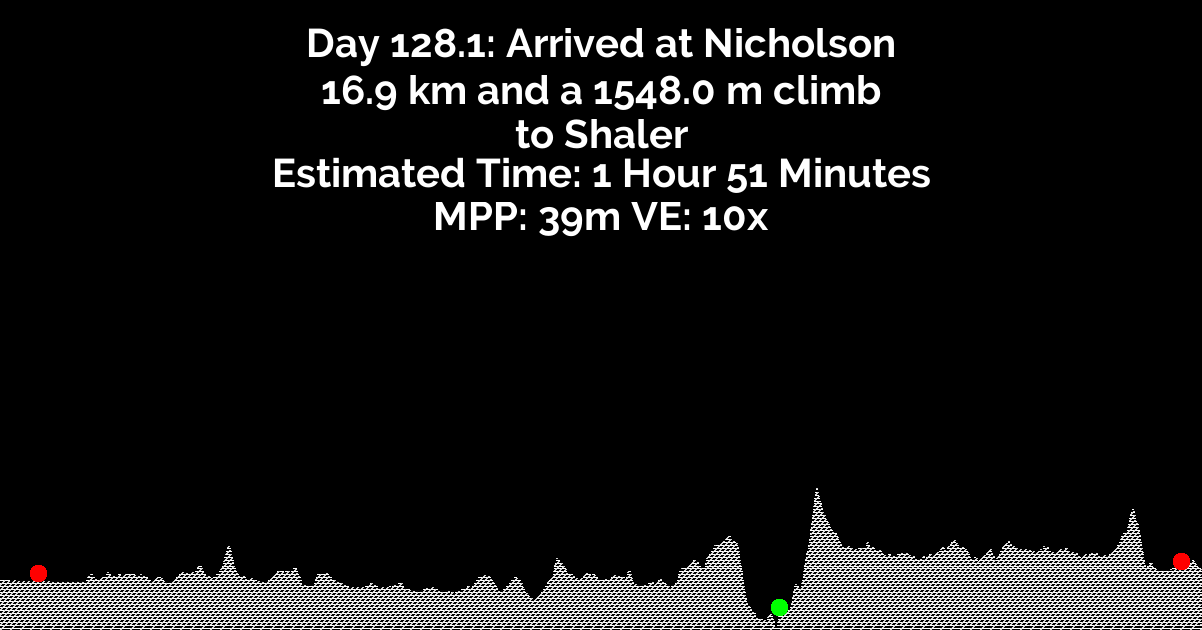 Day 128.1: Arrived at Nicholson
16.9 km and a 1548.0 m climb
to Shaler
Estimated Time: 1 Hour 51 Minutes
MPP: 39m VE: 10x